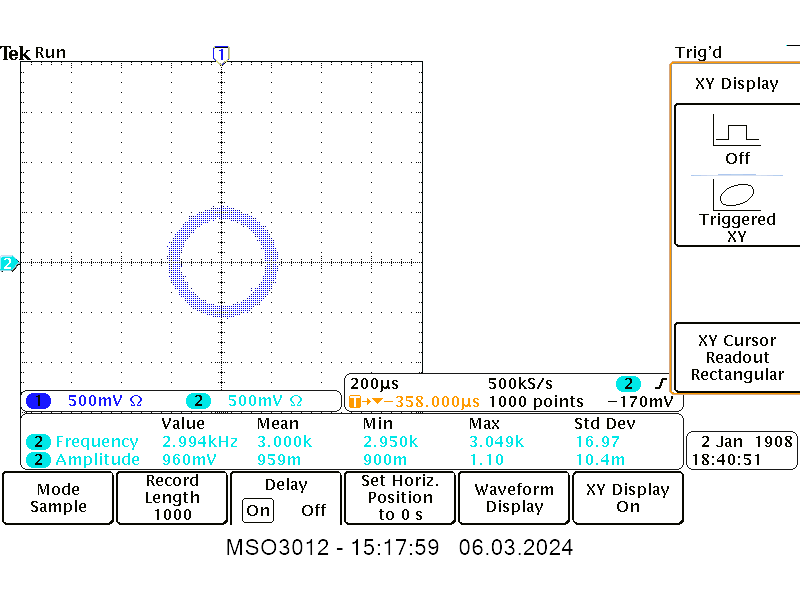 Tek Run
1
Trig'd
XY Display
Off
Triggered
XY
2
XY Cursor
Readout
Rectangular
1 500mV Ω 2 500mV Ω
200µs 500kS/s 2
T→▼−358.000µs 1000 points −170mV
Value Mean Min Max Std Dev
2 Frequency 2.994kHz 3.000k 2.950k 3.049k 16.97
2 Amplitude 960mV 959m 900m 1.10 10.4m
2 Jan 1908
18:40:51
Mode
Sample
Record
Length
1000
Delay
On Off
Set Horiz.
Position
to 0 s
Waveform
Display
XY Display
On
MSO3012 - 15:17:59 06.03.2024